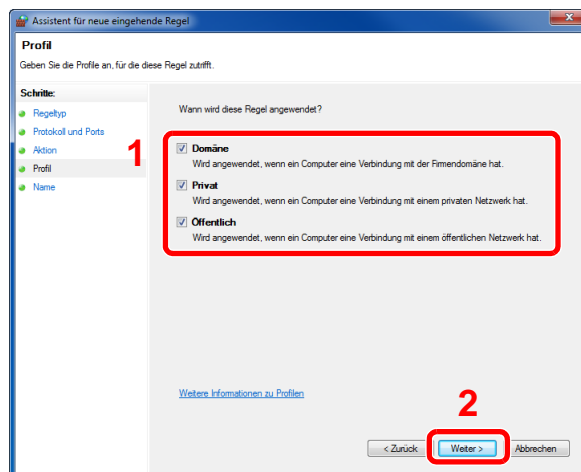 Assistent für neue eingehende Regel
Profil
Geben Sie die Profile an, für die diese Regel zutrifft.
Schritte:
Regeltyp
Protokoll und Ports
Aktion
Profil
Name
1
Wann wird diese Regel angewendet?
Domäne
Wird angewendet, wenn ein Computer eine Verbindung mit der Firmendomäne hat.
Privat
Wird angewendet, wenn ein Computer eine Verbindung mit einem privaten Netzwerk hat.
Öffentlich
Wird angewendet, wenn ein Computer eine Verbindung mit einem öffentlichen Netzwerk hat.
Weitere Informationen zu Profilen
2
< Zurück Weiter > Abbrechen